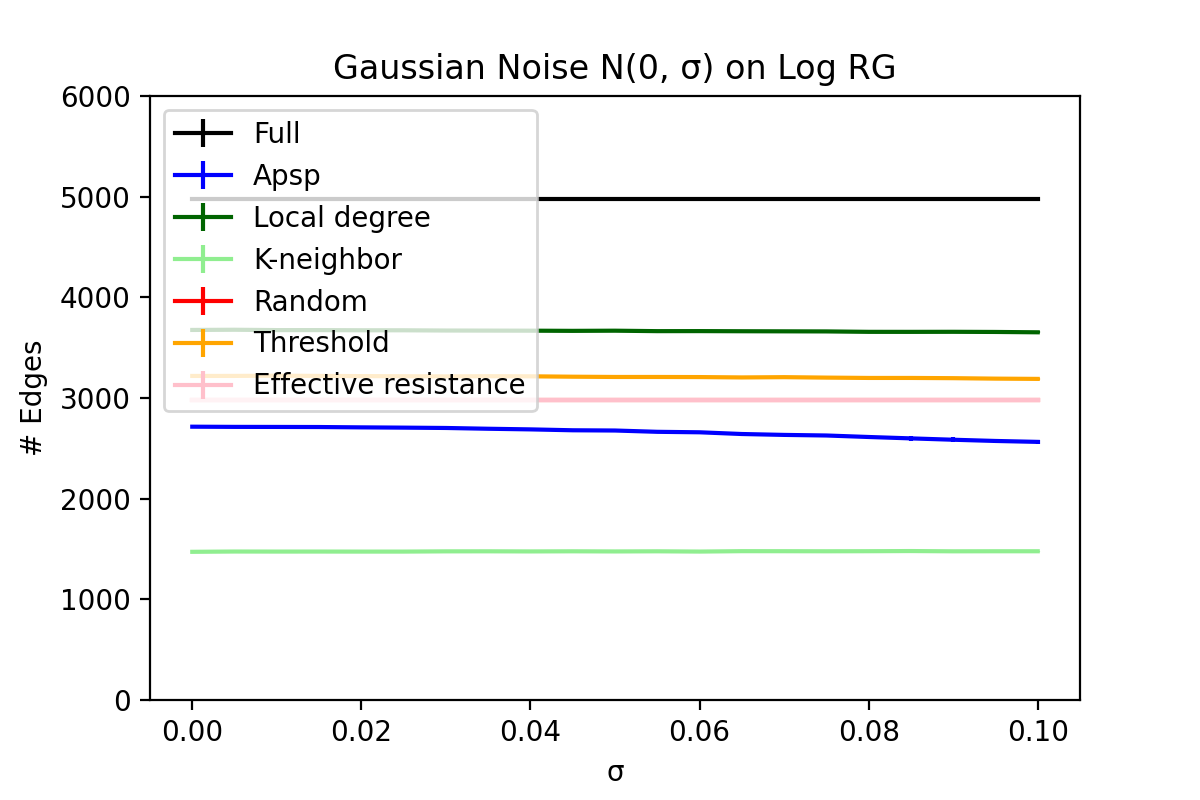 Gaussian Noise N(0, σ) on Log RG
6000
5000
4000
3000
2000
1000
0
# Edges
Full
Apsp
Local degree
K-neighbor
Random
Threshold
Effective resistance
0.00 0.02 0.04 0.06 0.08 0.10
σ